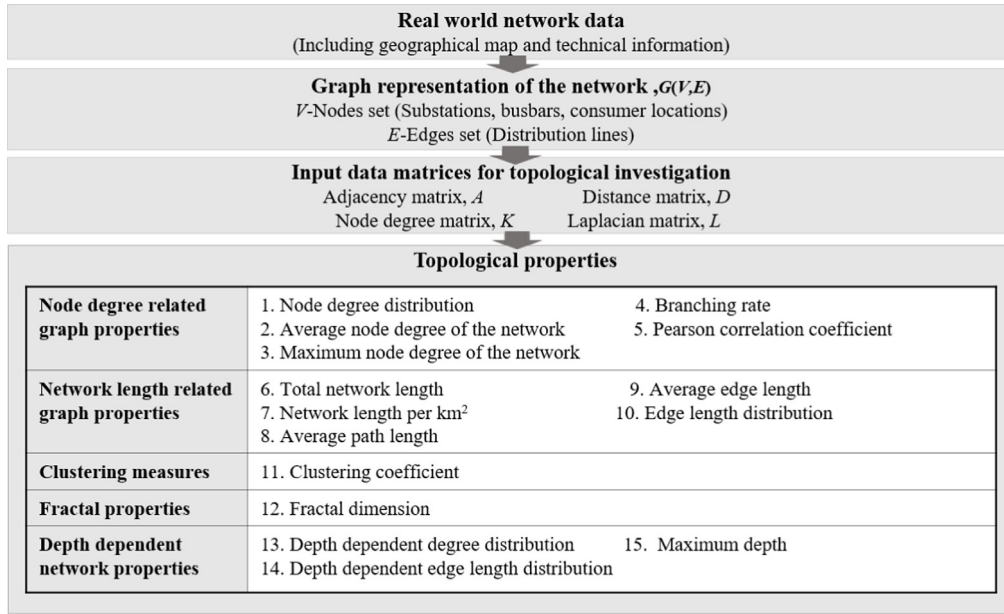 Real world network data
(Including geographical map and technical information)
Graph representation of the network ,G(V,E)
V-Nodes set (Substations, busbars, consumer locations)
E-Edges set (Distribution lines)
Input data matrices for topological investigation
Adjacency matrix, A Distance matrix, D
Node degree matrix, K Laplacian matrix, L
Topological properties
Node degree related
graph properties
1. Node degree distribution
2. Average node degree of the network
3. Maximum node degree of the network
4. Branching rate
5. Pearson correlation coefficient
Network length related
graph properties
6. Total network length
7. Network length per km²
8. Average path length
9. Average edge length
10. Edge length distribution
Clustering measures
11. Clustering coefficient
Fractal properties
12. Fractal dimension
Depth dependent
network properties
13. Depth dependent degree distribution
14. Depth dependent edge length distribution
15. Maximum depth